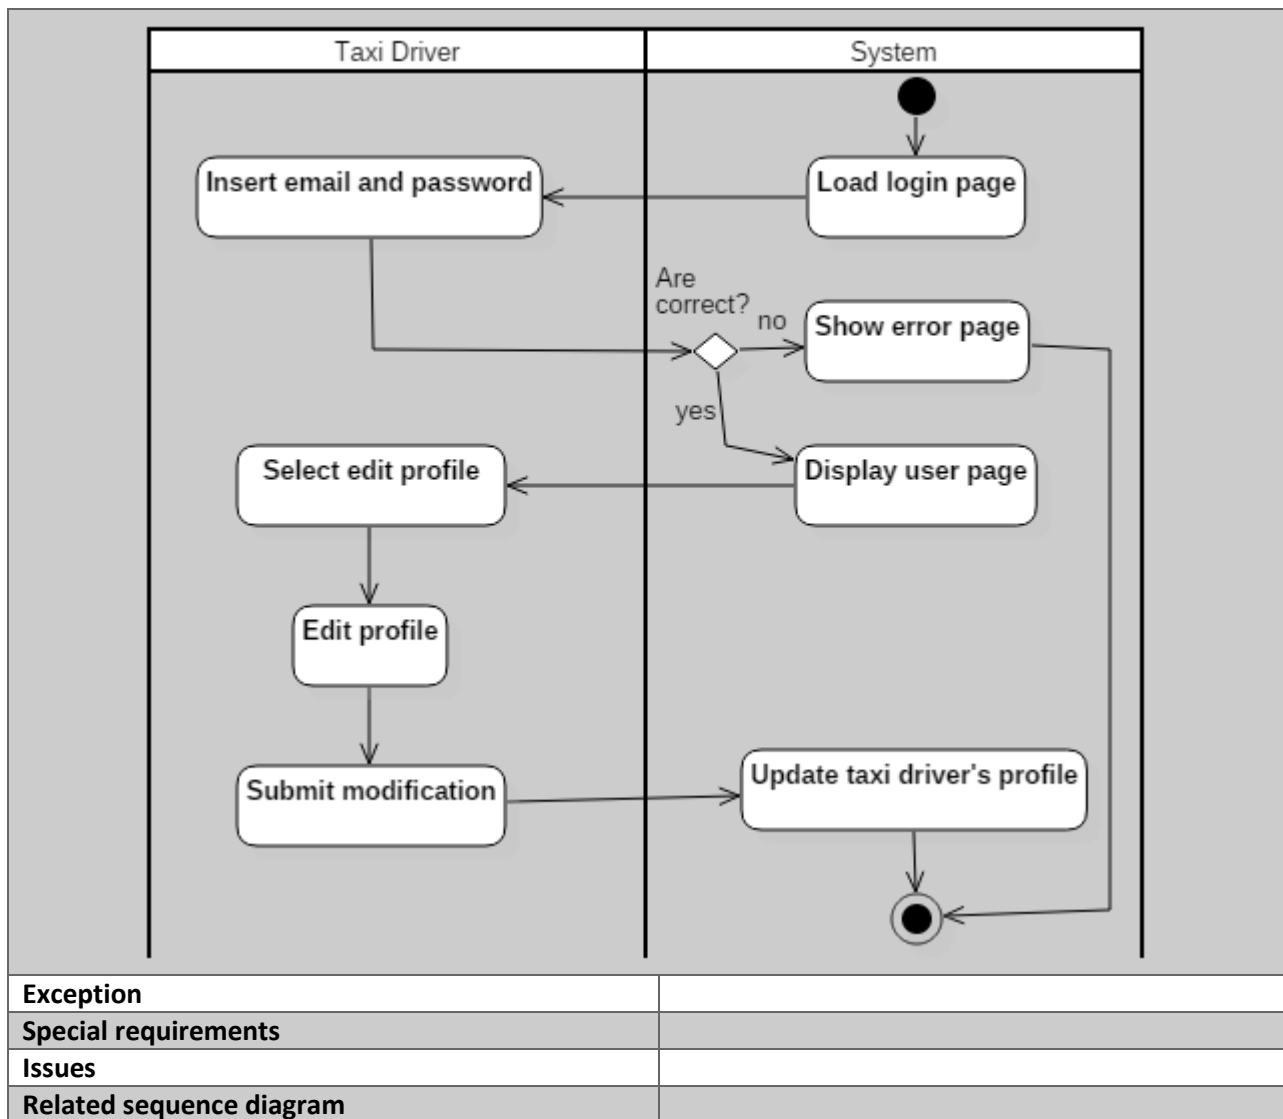 Taxi Driver
System
Insert email and password
Load login page
Are
correct?
no
Show error page
yes
Select edit profile
Display user page
Edit profile
Submit modification
Update taxi driver's profile
Exception
Special requirements
Issues
Related sequence diagram